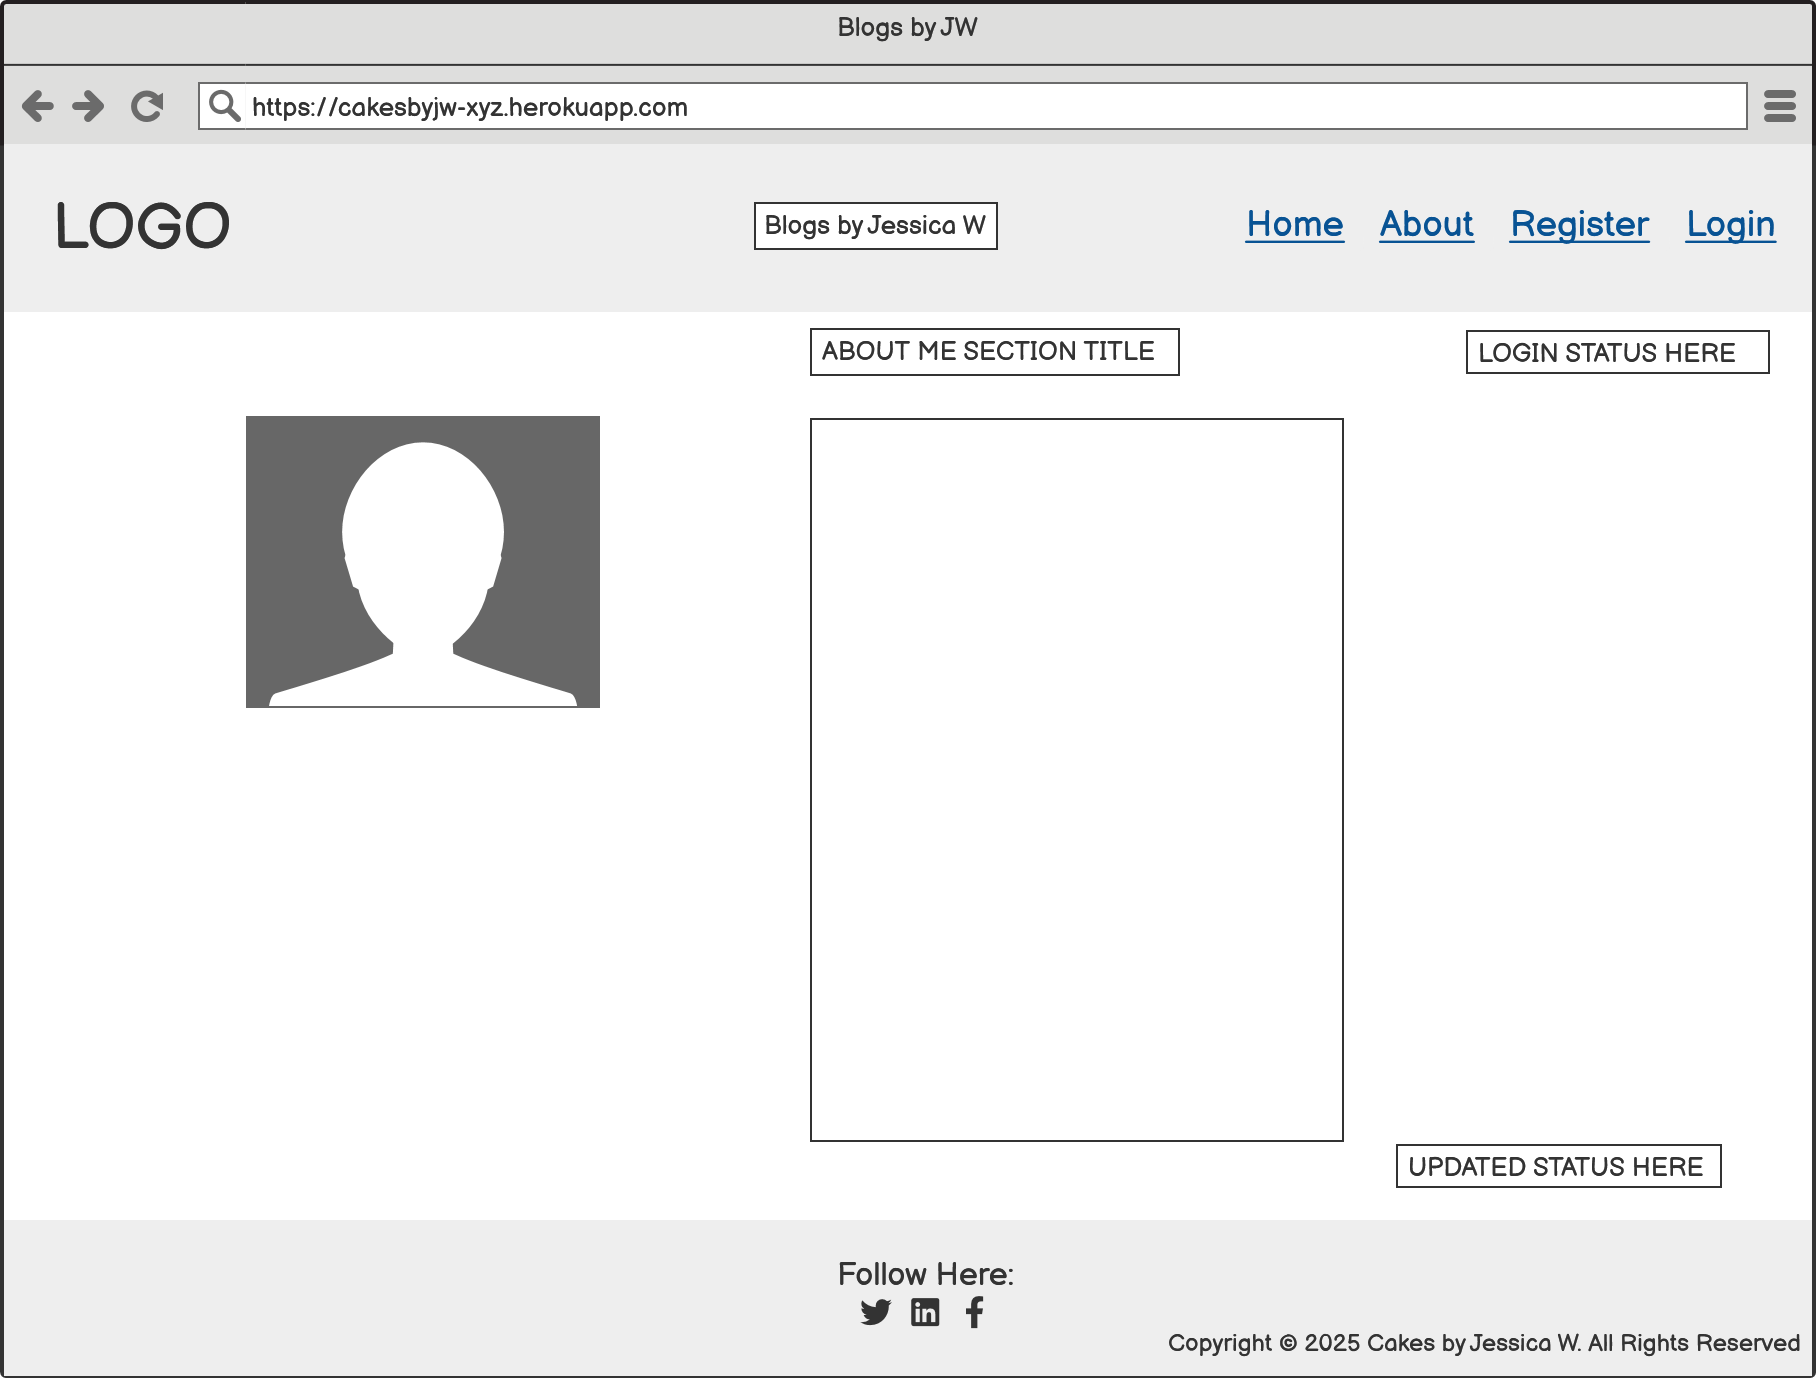 Blogs by JW
https://cakesbyjw-xyz.herokuapp.com
LOGO
Blogs by Jessica W
Home About Register Login
ABOUT ME SECTION TITLE
LOGIN STATUS HERE
UPDATED STATUS HERE
Follow Here:
in
Copyright © 2025 Cakes by Jessica W. All Rights Reserved